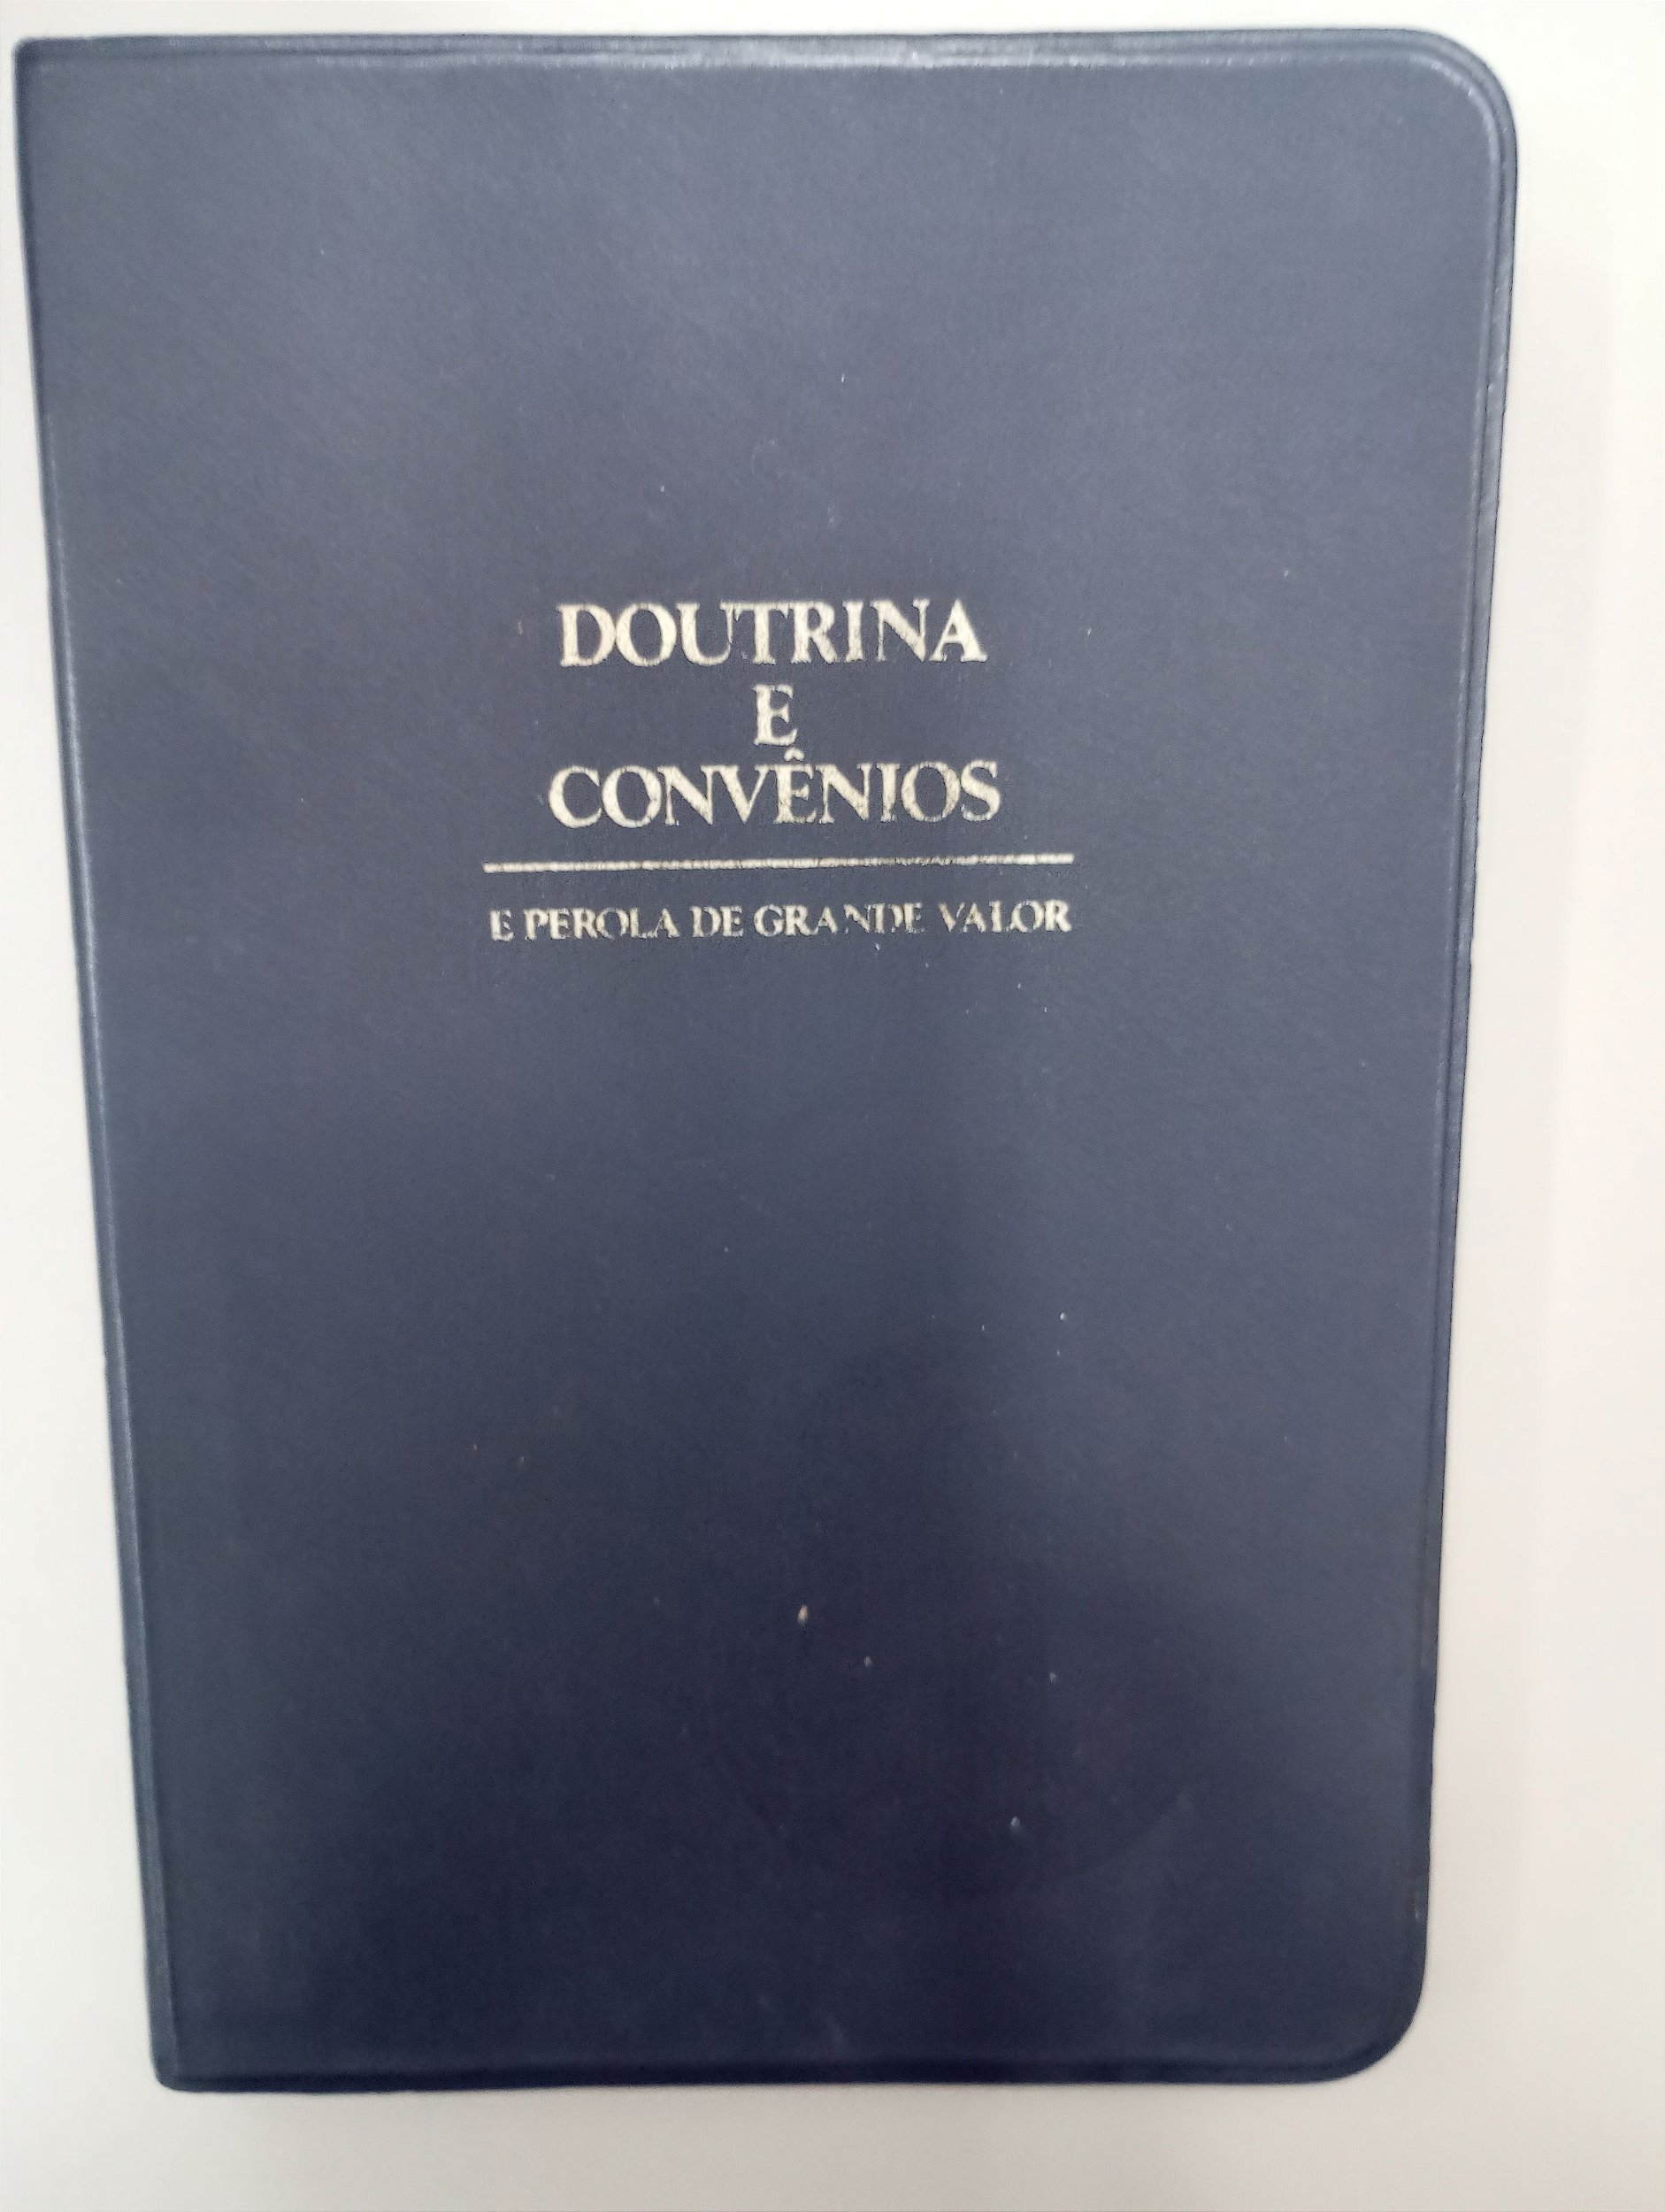 DOUTRINA
E
CONVÊNIOS
E PEROLA DE GRANDE VALOR